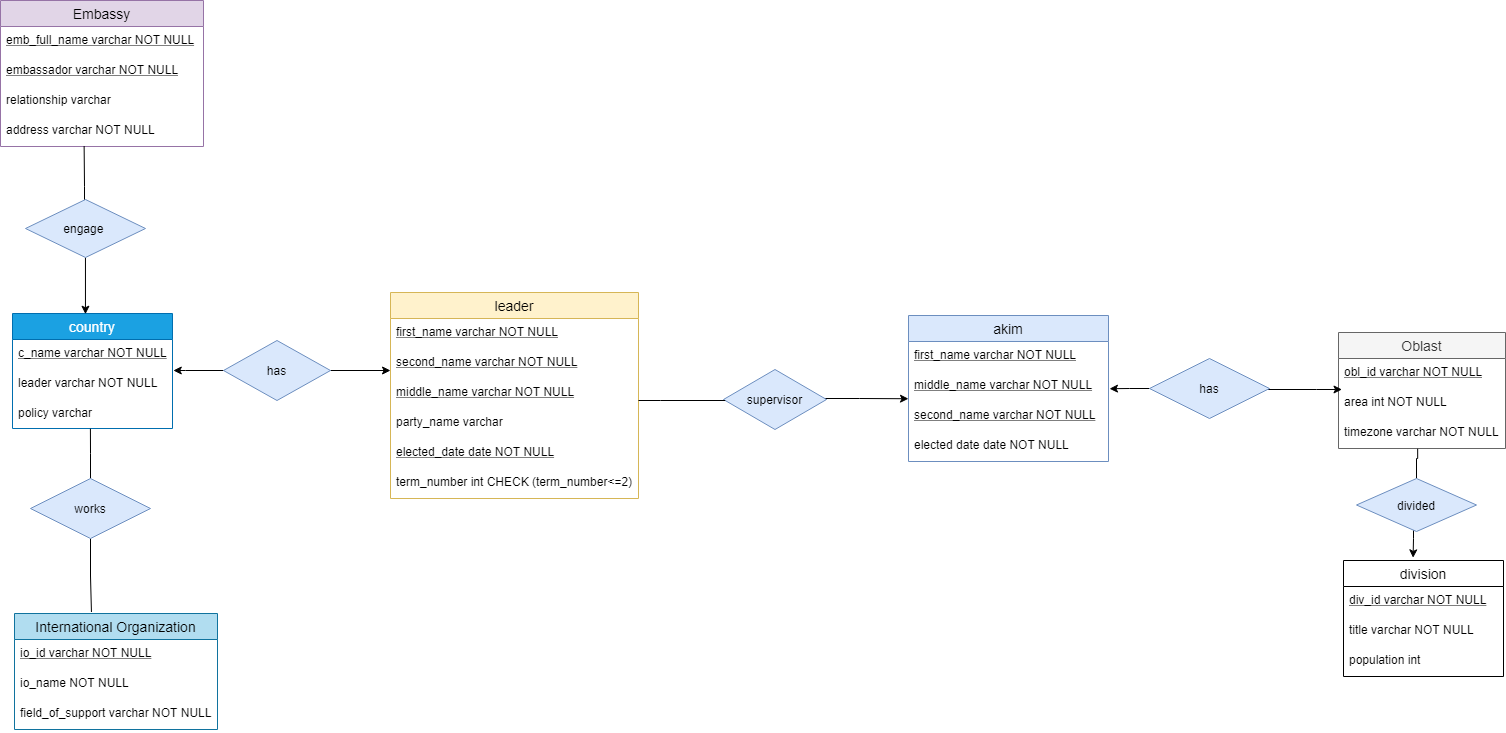 Embassy
emb_full_name varchar NOT NULL
embassador varchar NOT NULL
relationship varchar
address varchar NOT NULL
engage
country
c_name varchar NOT NULL
leader varchar NOT NULL
policy varchar
has
leader
first_name varchar NOT NULL
second_name varchar NOT NULL
middle_name varchar NOT NULL
party_name varchar
elected_date date NOT NULL
term_number int CHECK (term_number<=2)
supervisor
akim
first_name varchar NOT NULL
middle_name varchar NOT NULL
second_name varchar NOT NULL
elected date date NOT NULL
has
Oblast
obl_id varchar NOT NULL
area int NOT NULL
timezone varchar NOT NULL
works
divided
International Organization
io_id varchar NOT NULL
io_name NOT NULL
field_of_support varchar NOT NULL
division
div_id varchar NOT NULL
title varchar NOT NULL
population int